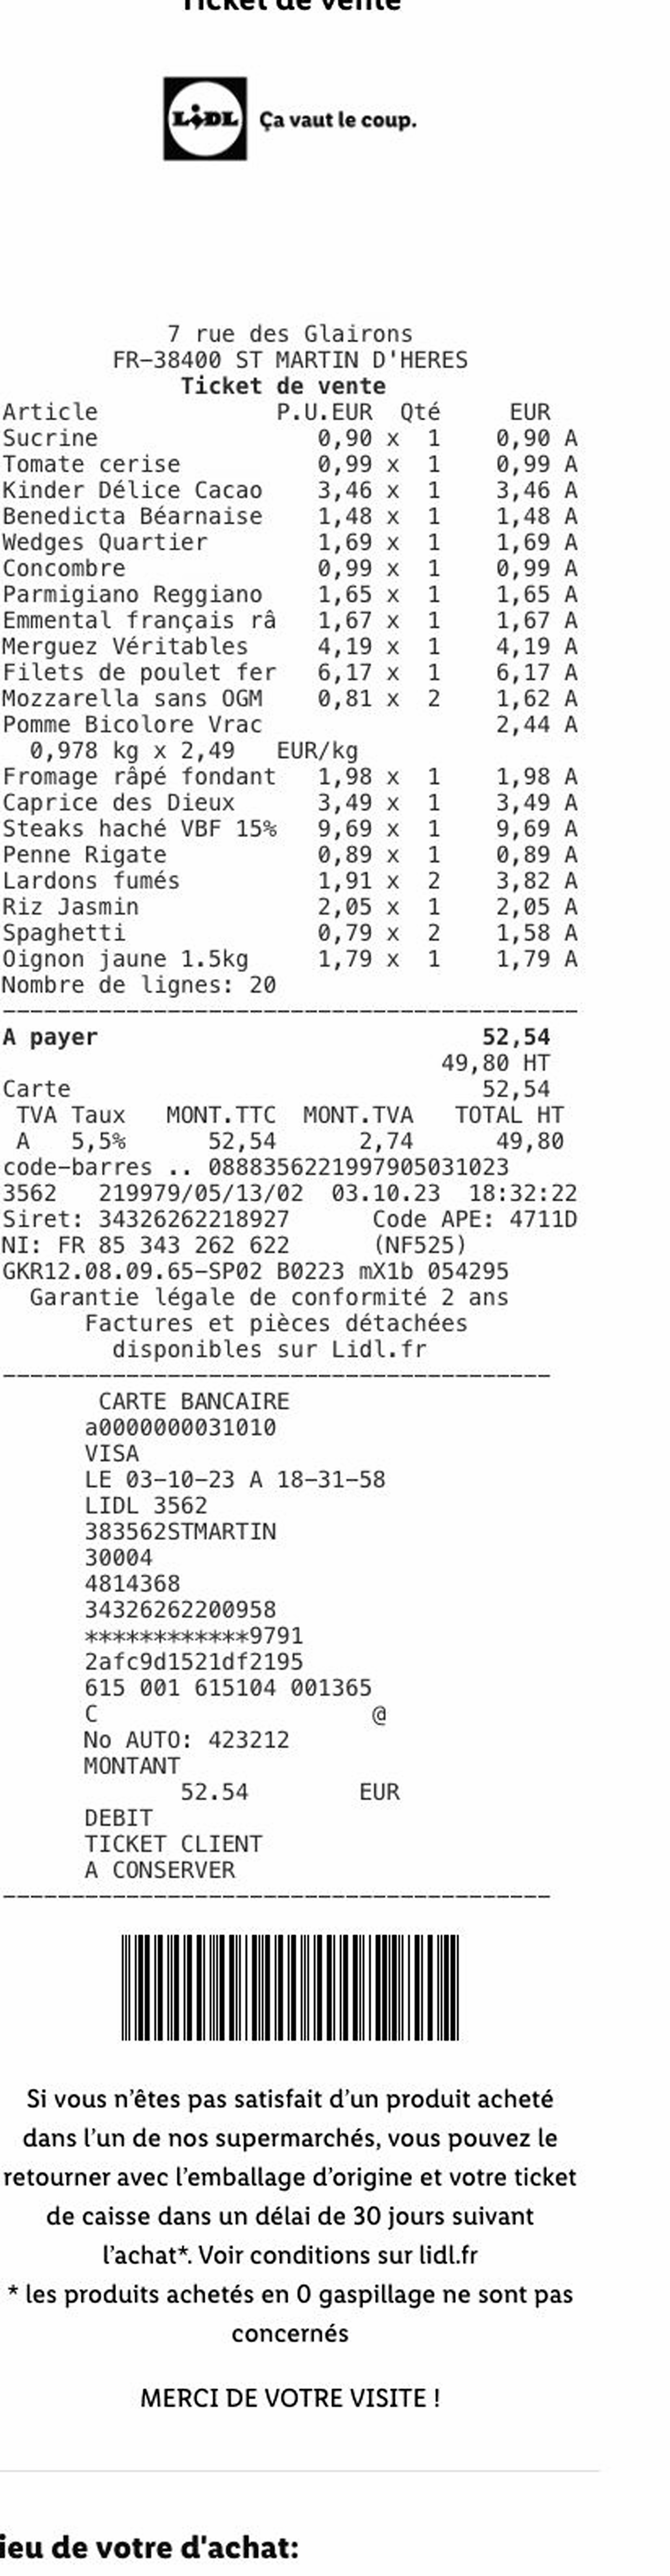 Ticket de vente
LIDL Ça vaut le coup.
7 rue des Glairons
FR-38400 ST MARTIN D'HERES
Ticket de vente
Article P.U.EUR Qté EUR
Sucrine 0,90 x 1 0,90 A
Tomate cerise 0,99 x 1 0,99 A
Kinder Délice Cacao 3,46 x 1 3,46 A
Benedicta Béarnaise 1,48 x 1 1,48 A
Wedges Quartier 1,69 x 1 1,69 A
Concombre 0,99 x 1 0,99 A
Parmigiano Reggiano 1,65 x 1 1,65 A
Emmental français râ 1,67 x 1 1,67 A
Merguez Véritables 4,19 x 1 4,19 A
Filets de poulet fer 6,17 x 1 6,17 A
Mozzarella sans OGM 0,81 x 2 1,62 A
Pomme Bicolore Vrac 2,44 A
0,978 kg x 2,49 EUR/kg
Fromage râpé fondant 1,98 x 1 1,98 A
Caprice des Dieux 3,49 x 1 3,49 A
Steaks haché VBF 15% 9,69 x 1 9,69 A
Penne Rigate 0,89 x 1 0,89 A
Lardons fumés 1,91 x 2 3,82 A
Riz Jasmin 2,05 x 1 2,05 A
Spaghetti 0,79 x 2 1,58 A
Oignon jaune 1.5kg 1,79 x 1 1,79 A
Nombre de lignes: 20
A payer 52,54
49,80 HT
Carte 52,54
TVA Taux MONT.TTC MONT.TVA TOTAL HT
A 5,5% 52,54 2,74 49,80
code-barres .. 0888356221997905031023
3562 219979/05/13/02 03.10.23 18:32:22
Siret: 34326262218927 Code APE: 4711D
NI: FR 85 343 262 622 (NF525)
GKR12.08.09.65-SP02 B0223 mX1b 054295
Garantie légale de conformité 2 ans
Factures et pièces détachées
disponibles sur Lidl.fr
CARTE BANCAIRE
a0000000031010
VISA
LE 03-10-23 A 18-31-58
LIDL 3562
383562STMARTIN
30004
4814368
34326262200958
************9791
2afc9d1521df2195
615 001 615104 001365
C @
No AUTO: 423212
MONTANT
52.54 EUR
DEBIT
TICKET CLIENT
A CONSERVER
Si vous n'êtes pas satisfait d'un produit acheté
dans l'un de nos supermarchés, vous pouvez le
retourner avec l'emballage d'origine et votre ticket
de caisse dans un délai de 30 jours suivant
l'achat*. Voir conditions sur lidl.fr
* les produits achetés en 0 gaspillage ne sont pas
concernés
MERCI DE VOTRE VISITE !
ieu de votre d'achat: